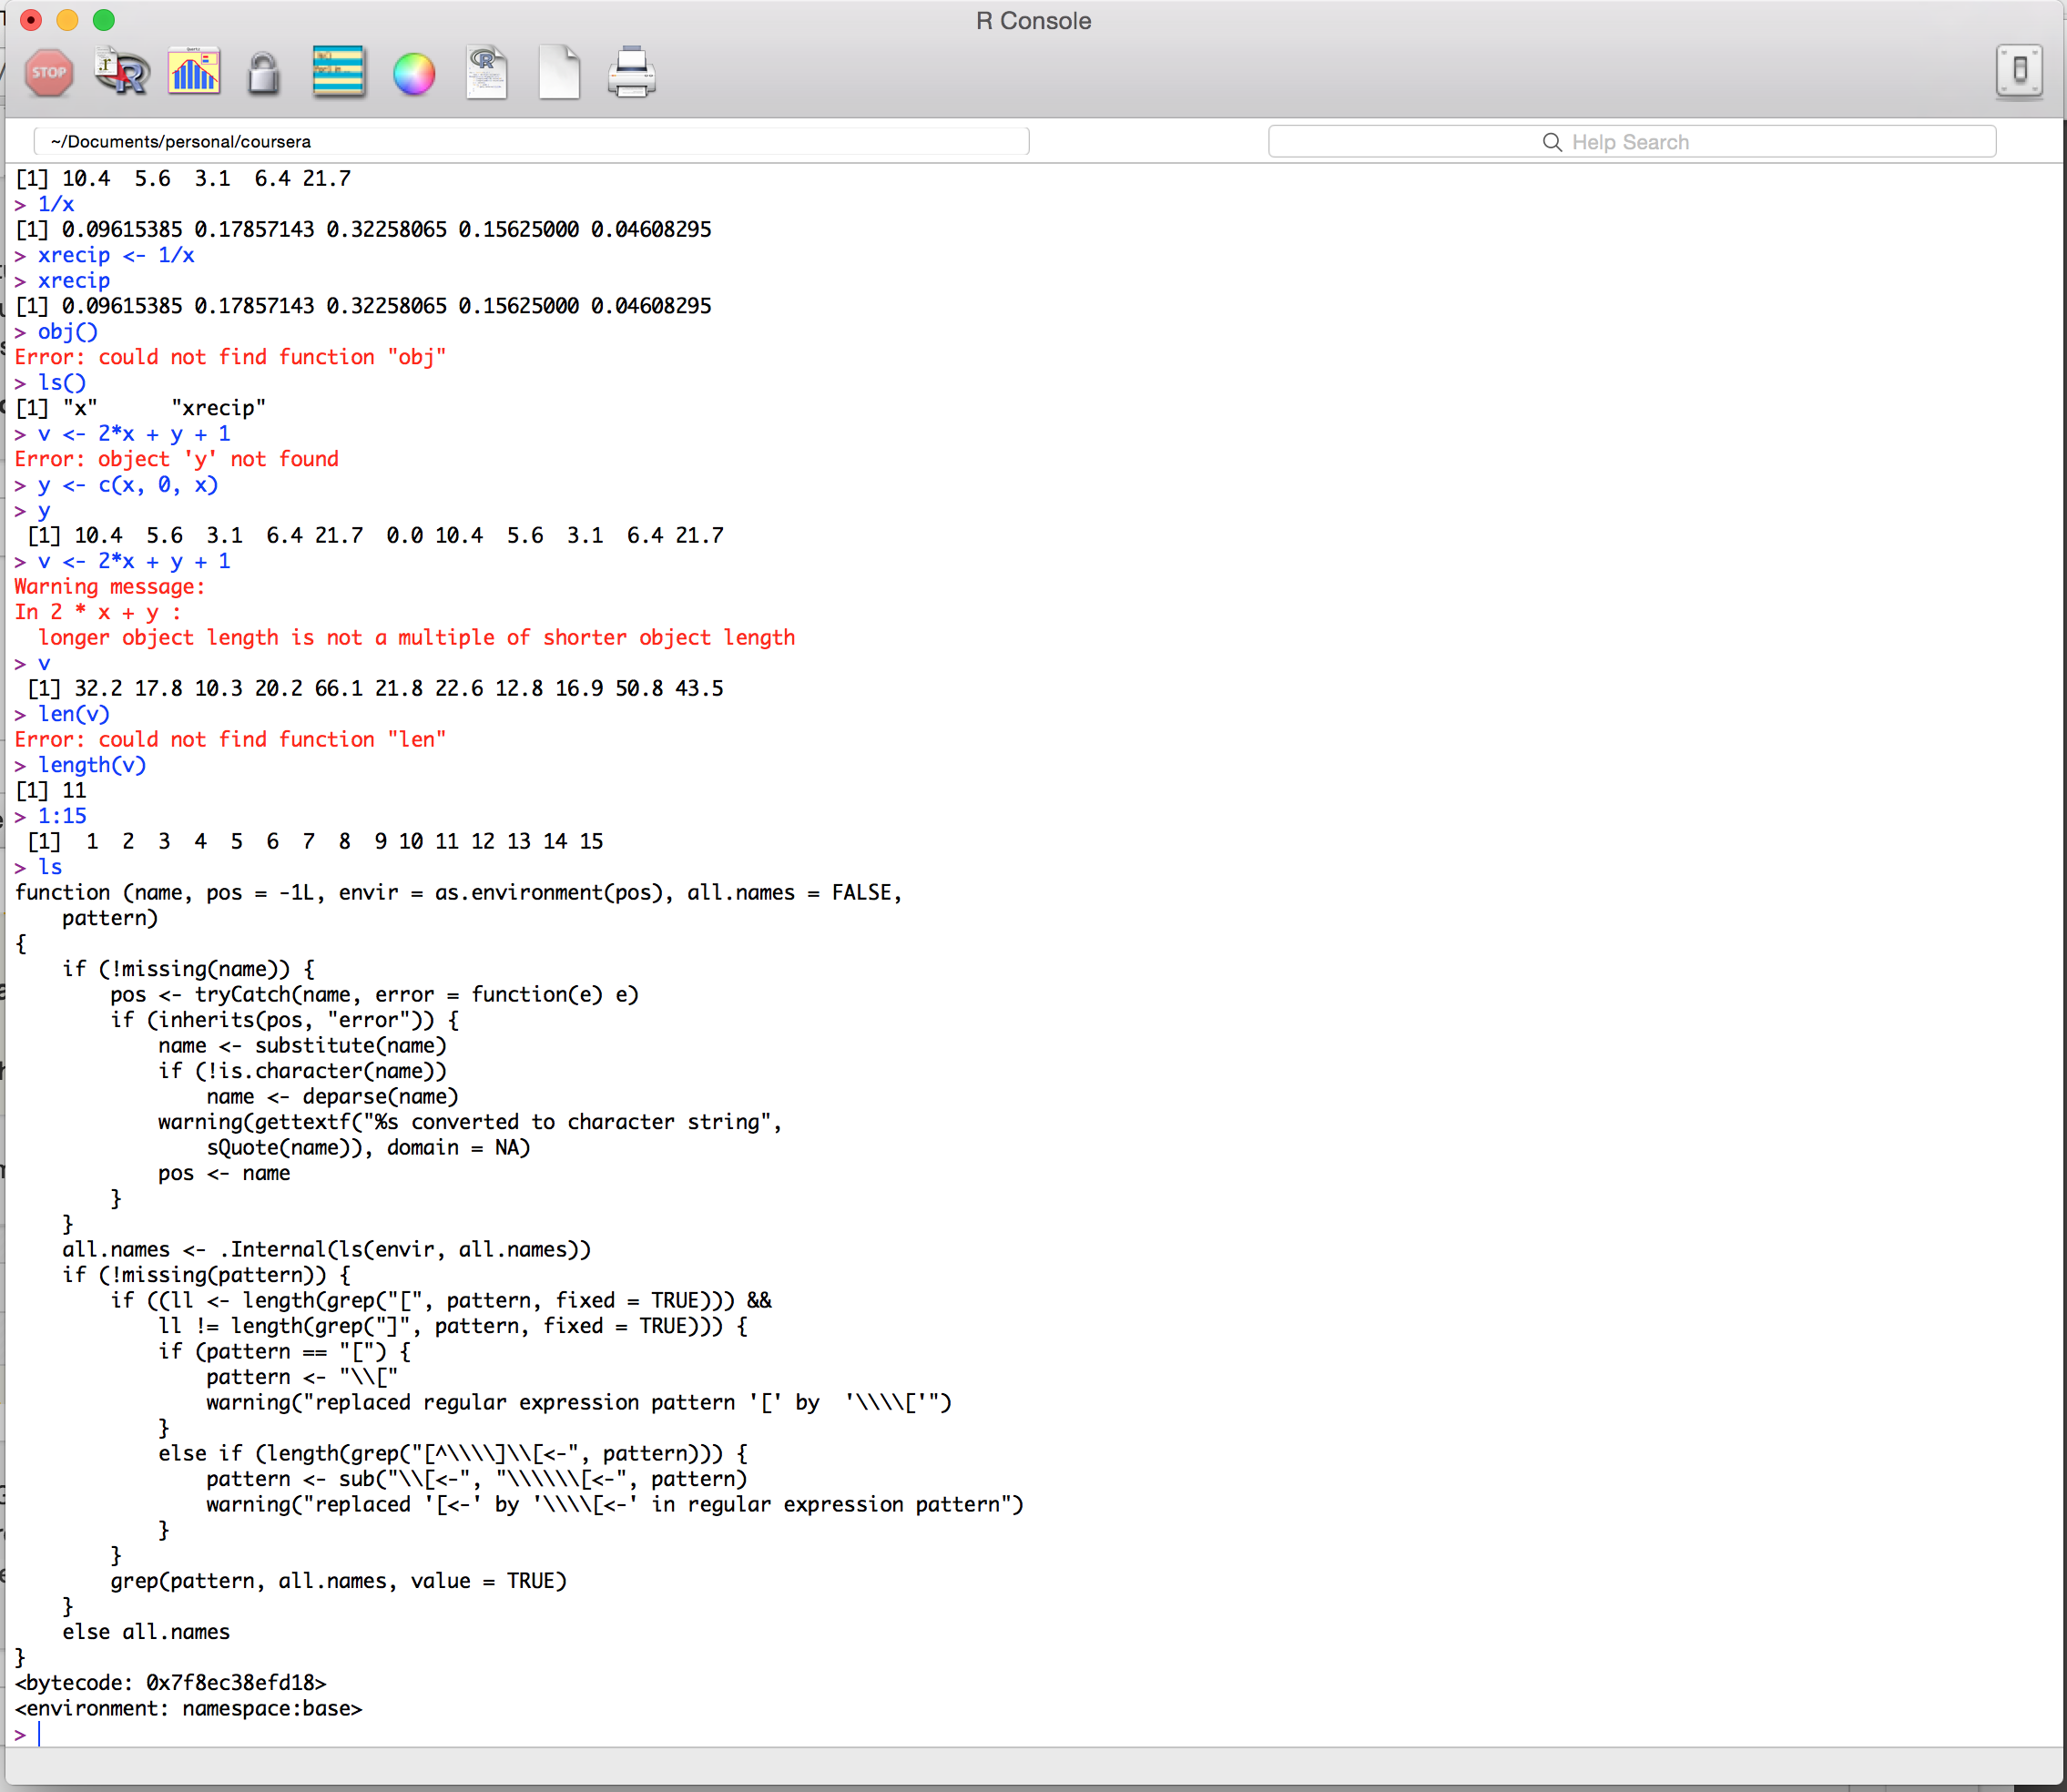 R Console
STOP
~/Documents/personal/coursera
Help Search
[1] 10.4  5.6  3.1  6.4 21.7
> 1/x
[1] 0.09615385 0.17857143 0.32258065 0.15625000 0.04608295
> xrecip <- 1/x
> xrecip
[1] 0.09615385 0.17857143 0.32258065 0.15625000 0.04608295
> obj()
Error: could not find function "obj"
> ls()
[1] "x"      "xrecip"
> v <- 2*x + y + 1
Error: object 'y' not found
> y <- c(x, 0, x)
> y
 [1] 10.4  5.6  3.1  6.4 21.7  0.0 10.4  5.6  3.1  6.4 21.7
> v <- 2*x + y + 1
Warning message:
In 2 * x + y :
  longer object length is not a multiple of shorter object length
> v
 [1] 32.2 17.8 10.3 20.2 66.1 21.8 22.6 12.8 16.9 50.8 43.5
> len(v)
Error: could not find function "len"
> length(v)
[1] 11
> 1:15
 [1]  1  2  3  4  5  6  7  8  9 10 11 12 13 14 15
> ls
function (name, pos = -1L, envir = as.environment(pos), all.names = FALSE,
    pattern)
{
    if (!missing(name)) {
        pos <- tryCatch(name, error = function(e) e)
        if (inherits(pos, "error")) {
            name <- substitute(name)
            if (!is.character(name))
                name <- deparse(name)
            warning(gettextf("%s converted to character string",
                sQuote(name)), domain = NA)
            pos <- name
        }
    }
    all.names <- .Internal(ls(envir, all.names))
    if (!missing(pattern)) {
        if ((ll <- length(grep("[", pattern, fixed = TRUE))) &&
            ll != length(grep("]", pattern, fixed = TRUE))) {
            if (pattern == "[") {
                pattern <- "\\["
                warning("replaced regular expression pattern '[' by  '\\\\['")
            }
            else if (length(grep("[^\\\\]\\[<-", pattern))) {
                pattern <- sub("\\[<-", "\\\\\\[<-", pattern)
                warning("replaced '[<-' by '\\\\[<-' in regular expression pattern")
            }
        }
        grep(pattern, all.names, value = TRUE)
    }
    else all.names
}
<bytecode: 0x7f8ec38efd18>
<environment: namespace:base>
>